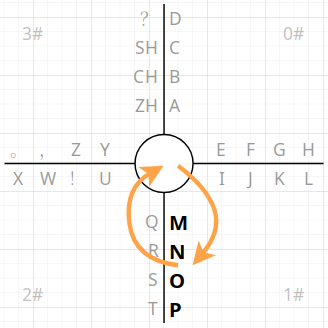 ? D
3# 0#
SH C
CH B
ZH A
。 , Z Y E F G H
X W ! U I J K L
Q M
R N
S O
2# 1#
T P